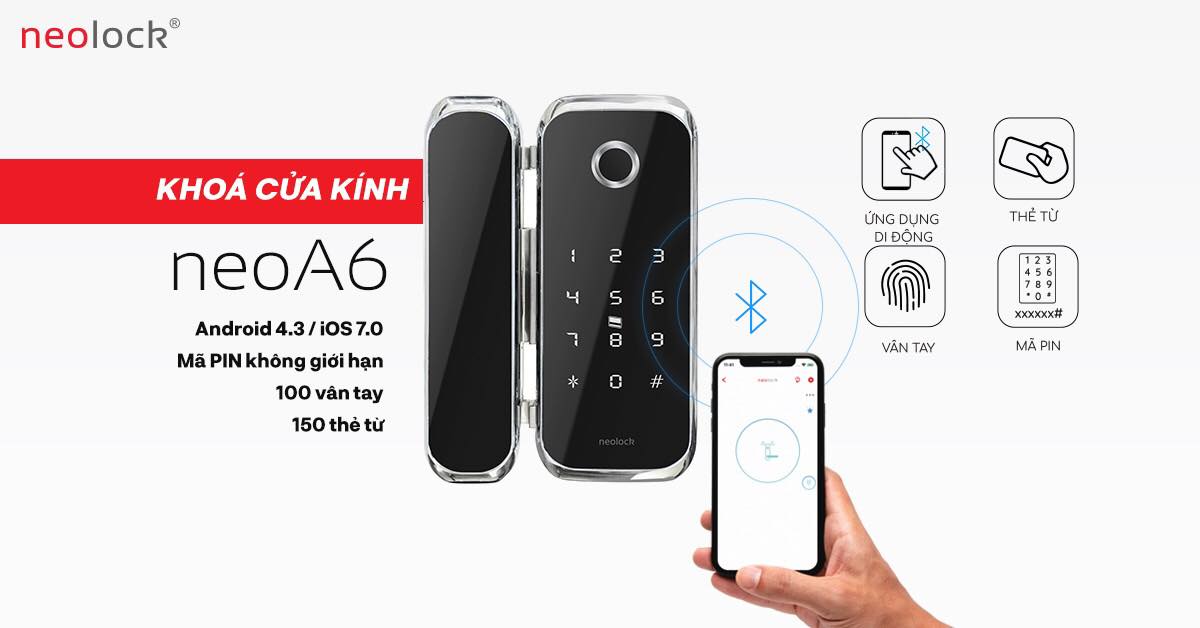 neolock®
KHOÁ CỬA KÍNH
neoA6
Android 4.3 / iOS 7.0
Mã PIN không giới hạn
100 vân tay
150 thẻ từ
1 2 3
4 5 6
7 8 9
* 0 #
neolock
ỨNG DỤNG
DI ĐỘNG
THẺ TỪ
VÂN TAY
1 2 3
4 5 6
7 8 9
* 0 #
xxxxxx#
MÃ PIN